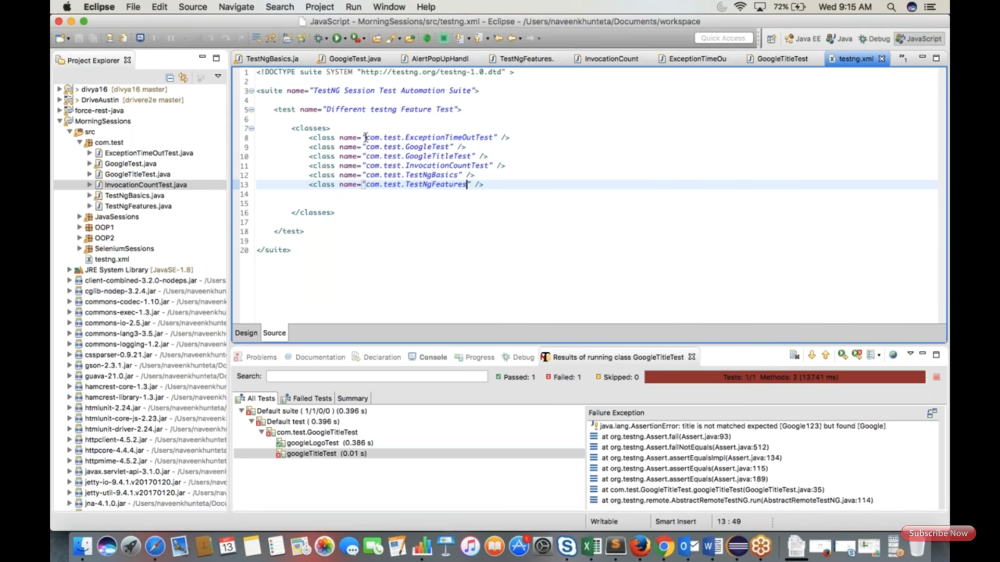 Eclipse File Edit Source Navigate Search Project Run Window Help 72% Wed 9:15 AM
JavaScript - MorningSessions/src/testng.xml - Eclipse - /Users/naveenkhunteta/Documents/workspace
Quick Access Java EE Java Debug JavaScript
Project Explorer
> divya16 [divya16 master]
> DriveAustin [drivere2e master]
force-rest-java
MorningSessions
src
com.test
ExceptionTimeOutTest.java
GoogleTest.java
GoogleTitleTest.java
InvocationCountTest.java
TestNgBasics.java
TestNgFeatures.java
JavaSessions
OOP1
OOP2
SeleniumSessions
testng.xml
JRE System Library [JavaSE-1.8]
client-combined-3.2.0-nodeps.jar - /Users
cglib-nodep-3.2.4.jar - /Users/naveenkhun
commons-codec-1.10.jar - /Users/naveenk
commons-exec-1.3.jar - /Users/naveenkhu
commons-io-2.5.jar - /Users/naveenkhunte
commons-lang3-3.5.jar - /Users/naveenkh
commons-logging-1.2.jar - /Users/naveenk
cssparser-0.9.21.jar - /Users/naveenkhunt
gson-2.3.1.jar - /Users/naveenkhunteta/Do
guava-21.0.jar - /Users/naveenkhunteta/Do
hamcrest-core-1.3.jar - /Users/naveenkhun
hamcrest-library-1.3.jar - /Users/naveenkh
htmlunit-2.24.jar - /Users/naveenkhunteta/
htmlunit-core-js-2.23.jar - /Users/naveenk
htmlunit-driver-2.24.jar - /Users/naveenkh
httpclient-4.5.2.jar - /Users/naveenkhunte
httpcore-4.4.4.jar - /Users/naveenkhuntet
httpmime-4.5.2.jar - /Users/naveenkhuntet
javax.servlet-api-3.1.0.jar - /Users/naveenk
jetty-io-9.4.1.v20170120.jar - /Users/nav
jetty-util-9.4.1.v20170120.jar - /Users/nav
jna-4.1.0.jar - /Users/naveenkhunteta/Docu
TestNgBasics.ja GoogleTest.java AlertPopUpHandl TestNgFeatures. InvocationCount ExceptionTimeOu GoogleTitleTest testng.xml »1
1 <!DOCTYPE suite SYSTEM "http://testng.org/testng-1.0.dtd" >
2
3 <suite name="TestNG Session Test Automation Suite">
4
5 <test name="Different testng Feature Test">
6
7 <classes>
8 <class name="com.test.ExceptionTimeOutTest" />
9 <class name="com.test.GoogleTest" />
10 <class name="com.test.GoogleTitleTest" />
11 <class name="com.test.InvocationCountTest" />
12 <class name="com.test.TestNgBasics" />
13 <class name="com.test.TestNgFeatures" />
14
15
16 </classes>
17
18 </test>
19
20 </suite>
Design Source
Problems Documentation Declaration Console Progress Debug Results of running class GoogleTitleTest
Search: Passed: 1 Failed: 1 Skipped: 0 Tests: 1/1 Methods: 2 (13741 ms)
All Tests Failed Tests Summary
Default suite ( 1/1/0/0 ) (0.396 s)
Default test ( 0.396 s)
com.test.GoogleTitleTest
googleLogoTest (0.386 s)
googleTitleTest (0.01 s)
Failure Exception
java.lang.AssertionError: title is not matched expected [Google123] but found [Google]
at org.testng.Assert.fail(Assert.java:93)
at org.testng.Assert.failNotEquals(Assert.java:512)
at org.testng.Assert.assertEqualsImpl(Assert.java:134)
at org.testng.Assert.assertEquals(Assert.java:115)
at org.testng.Assert.assertEquals(Assert.java:189)
at com.test.GoogleTitleTest.googleTitleTest(GoogleTitleTest.java:35)
at org.testng.remote.AbstractRemoteTestNG.run(AbstractRemoteTestNG.java:114)
Writable Smart Insert 13 : 49
Subscribe Now
SEP
13
1